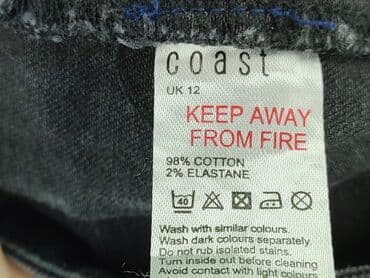 coast
UK 12
KEEP AWAY
FROM FIRE
98% COTTON
2% ELASTANE
40
Wash with similar colours.
Wash dark colours separately.
Do not rub isolated stains.
Turn inside out before cleaning
Avoid contact with light colours